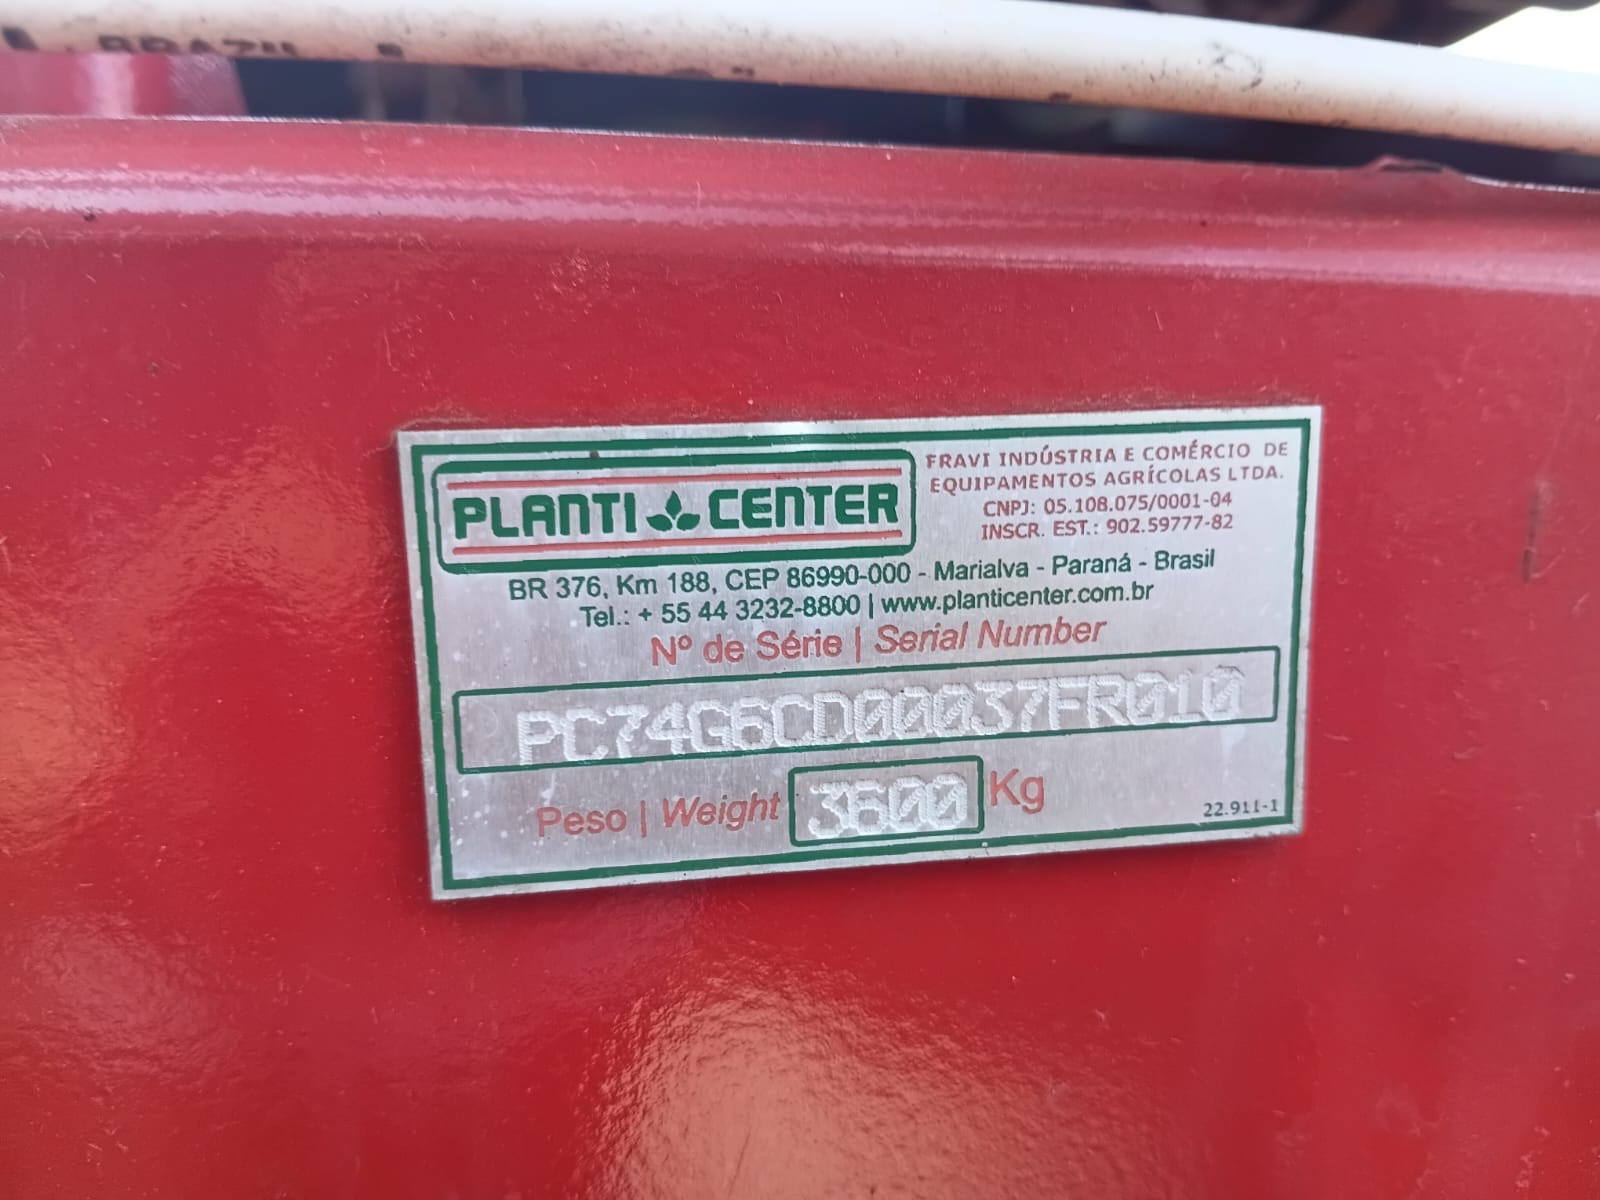 BRAZIL
PLANTI CENTER
FRAVI INDÚSTRIA E COMÉRCIO DE
EQUIPAMENTOS AGRÍCOLAS LTDA.
CNPJ: 05.108.075/0001-04
INSCR. EST.: 902.59777-82
BR 376, Km 188, CEP 86990-000 - Marialva - Paraná - Brasil
Tel.: + 55 44 3232-8800 | www.planticenter.com.br
Nº de Série | Serial Number
PC74G6CD00037FR010
Peso | Weight 3600 Kg
22.911-1